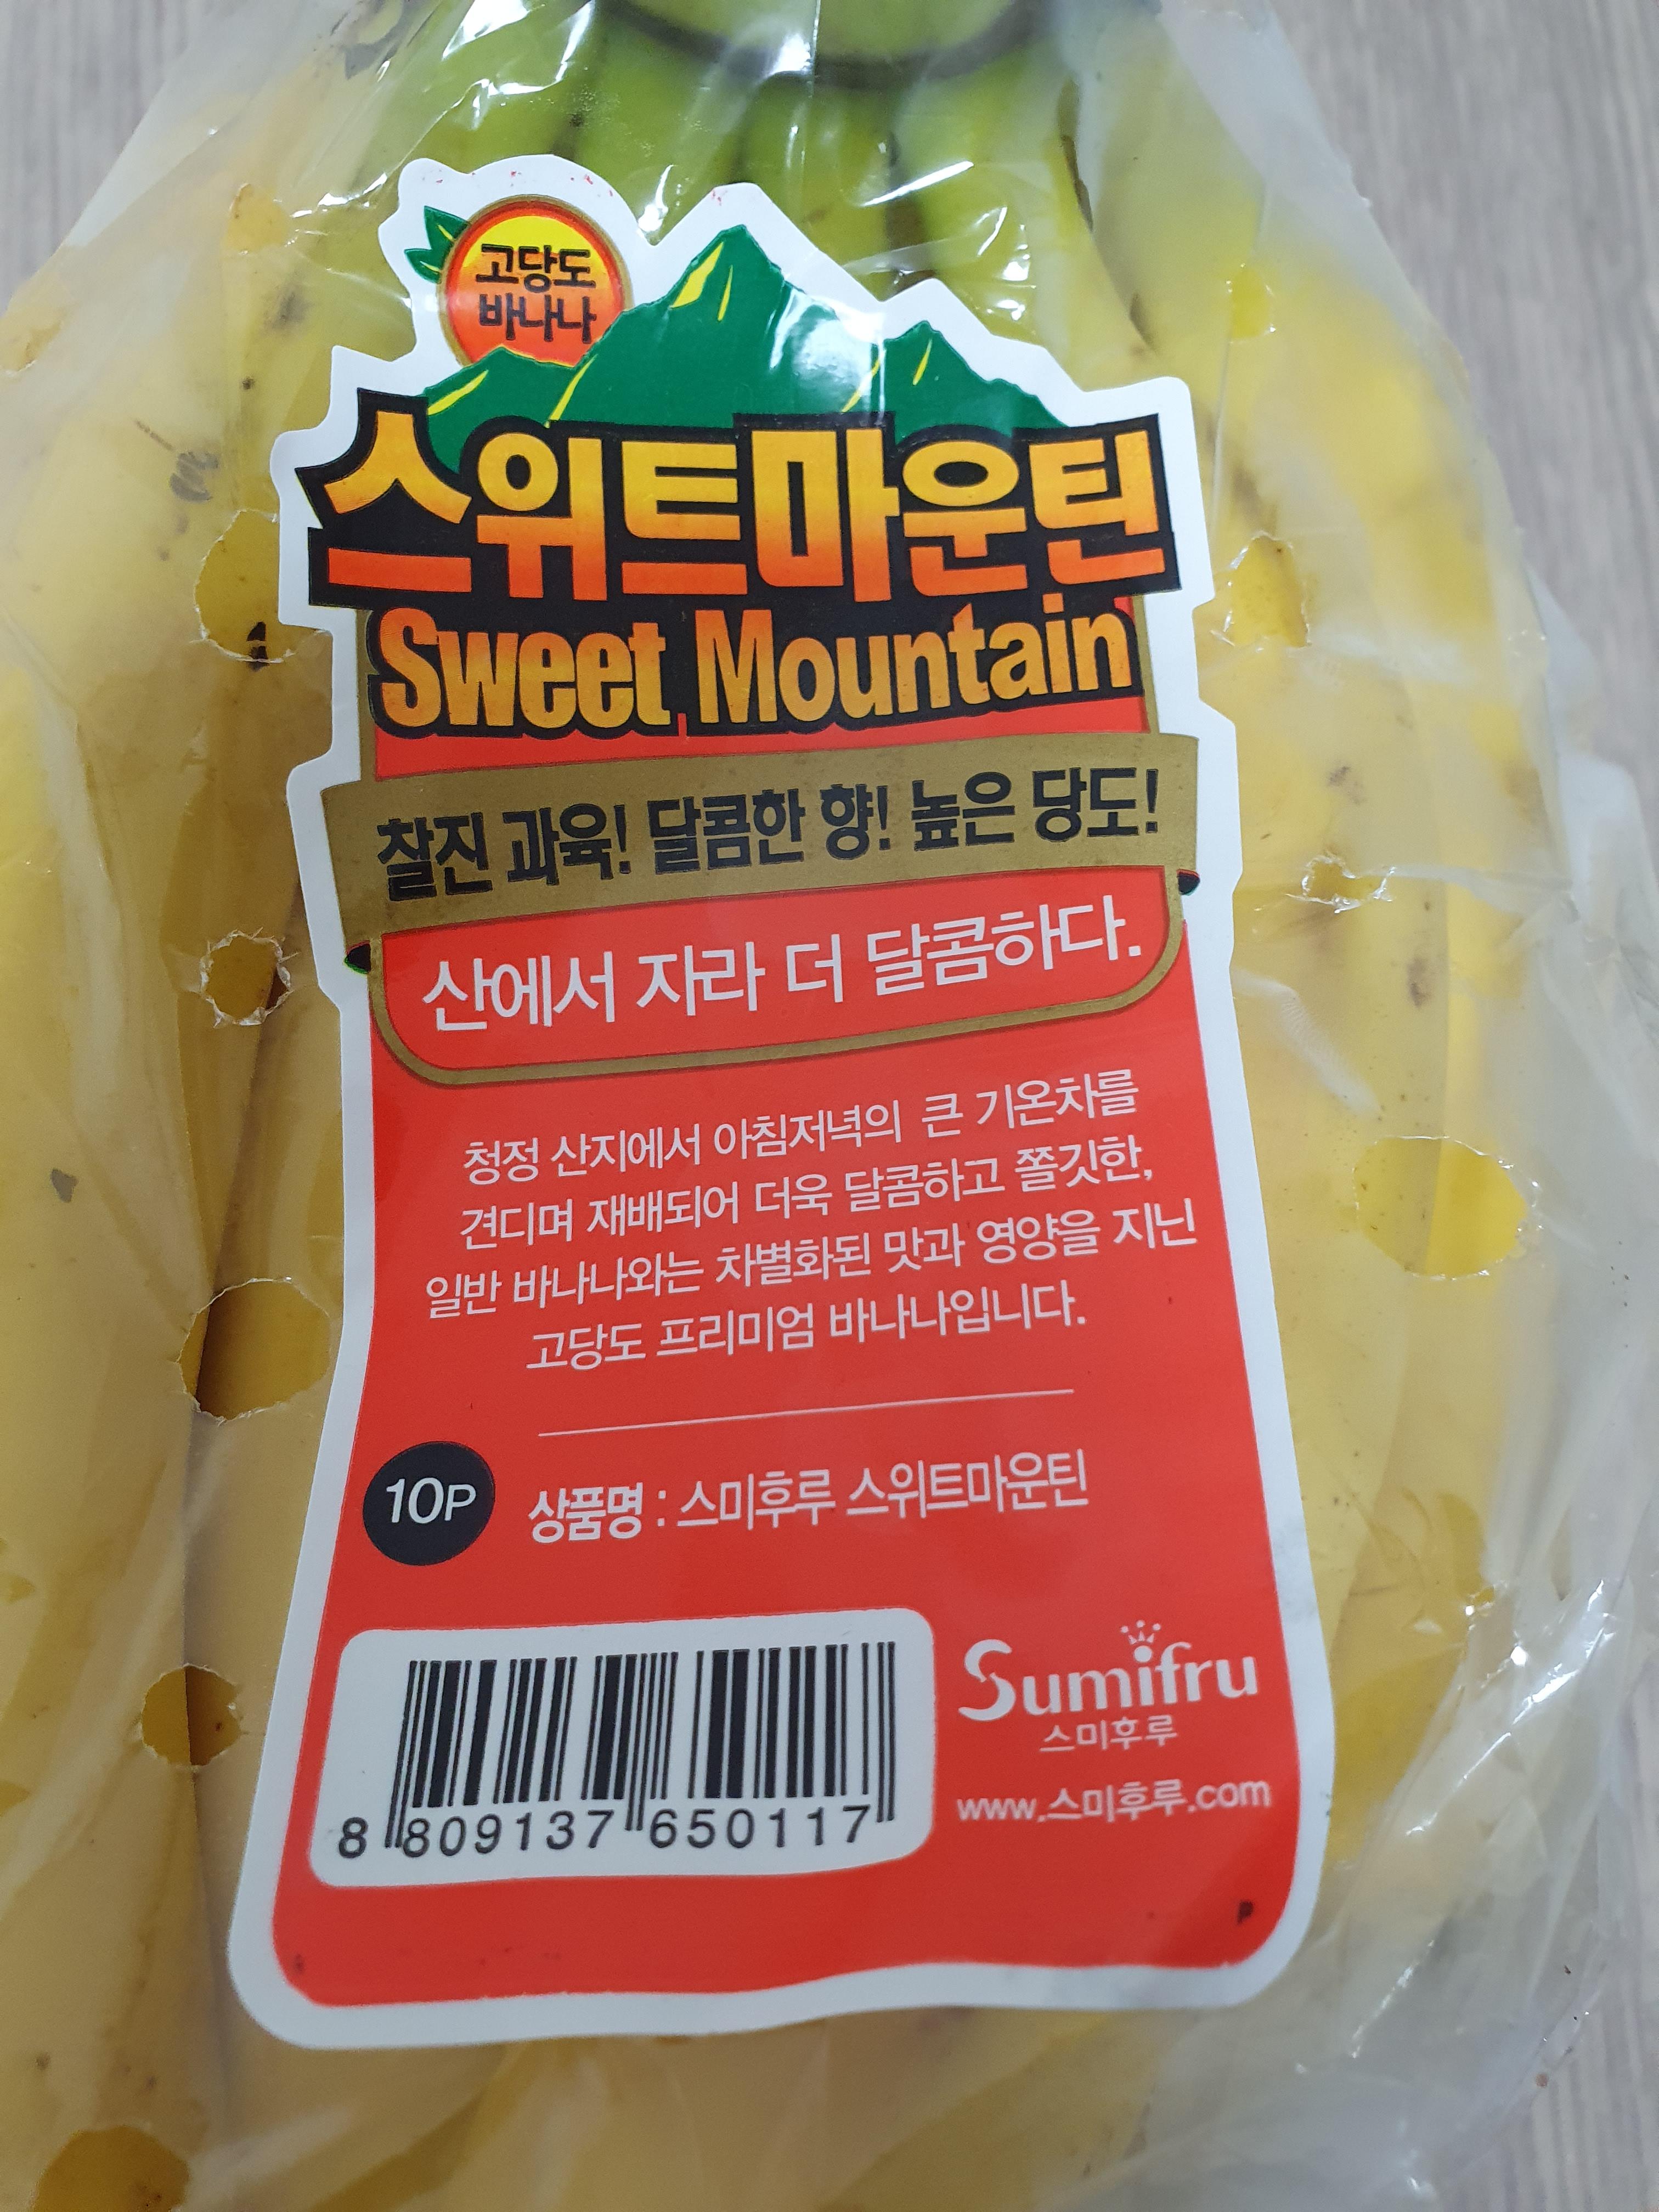 고당도
바나나
스위트마운틴
Sweet Mountain
찰진 과육! 달콤한 향! 높은 당도!
산에서 자라 더 달콤하다.
청정 산지에서 아침저녁의 큰 기온차를
견디며 재배되어 더욱 달콤하고 쫄깃한,
일반 바나나와는 차별화된 맛과 영양을 지닌
고당도 프리미엄 바나나입니다.
10P
상품명 : 스미후루 스위트마운틴
Sumifru
스미후루
www.스미후루.com
8 809137 650117
P